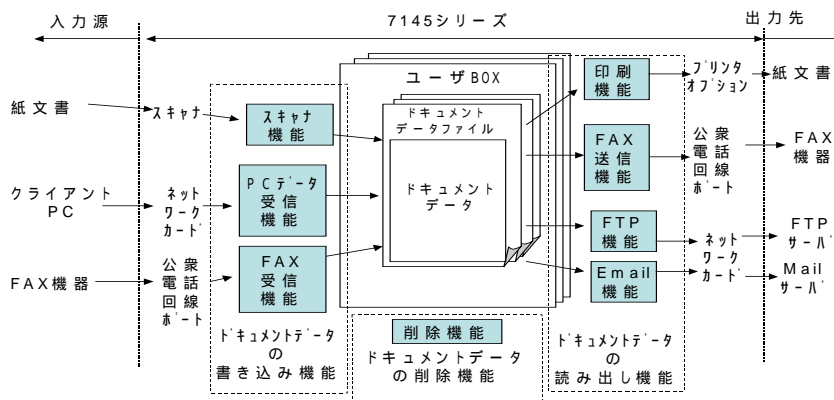 入力源
7145シリーズ
出力先
紙文書
クライアント
PC
FAX機器
スキャナ
ネット
ワーク
カード
公衆
電話
回線
ポート
スキャナ
機能
PCデータ
受信
機能
FAX
受信
機能
ドキュメントデータ
の
書き込み機能
ユーザBOX
ドキュメント
データファイル
ドキュメント
データ
削除機能
ドキュメントデータ
の削除機能
印刷
機能
FAX
送信
機能
FTP
機能
Email
機能
ドキュメントデータ
の
読み出し機能
プリンタ
オプション
公衆
電話
回線
ポート
ネット
ワーク
カード
紙文書
FAX
機器
FTP
サーバ
Mail
サーバ